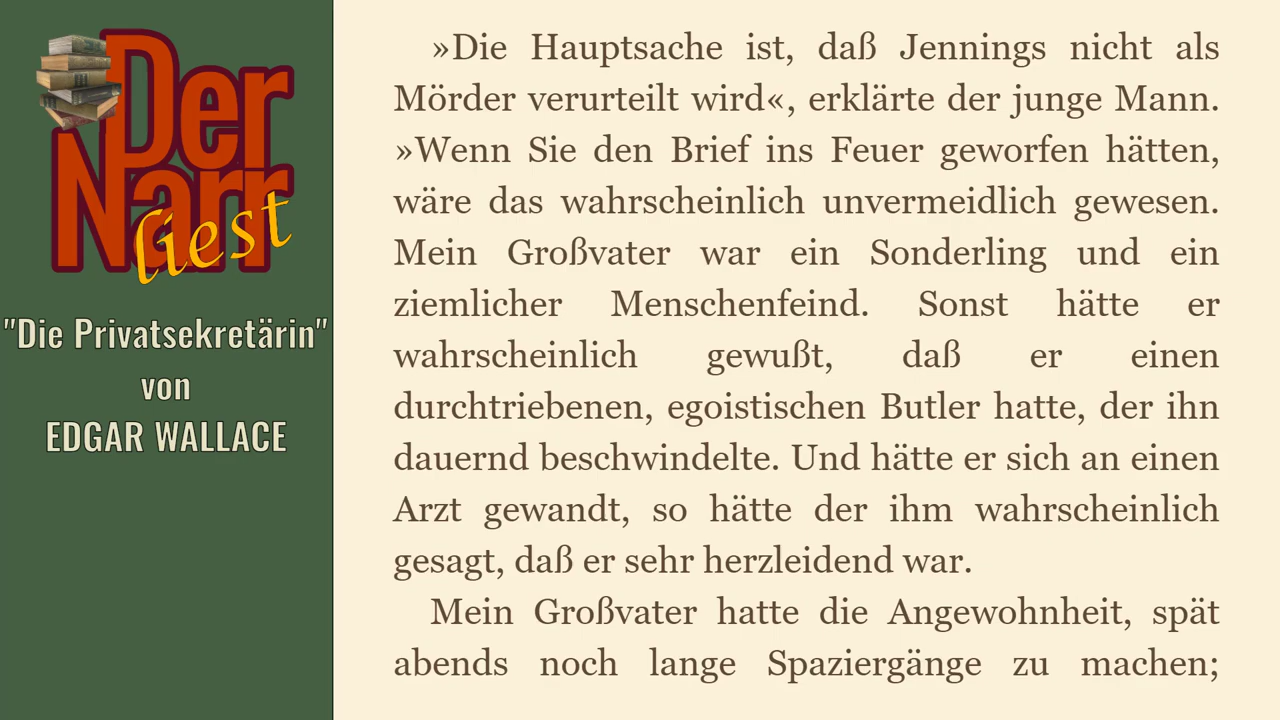 Der
Narr
liest
"Die Privatsekretärin"
von
EDGAR WALLACE
»Die Hauptsache ist, daß Jennings nicht als
Mörder verurteilt wird«, erklärte der junge Mann.
»Wenn Sie den Brief ins Feuer geworfen hätten,
wäre das wahrscheinlich unvermeidlich gewesen.
Mein Großvater war ein Sonderling und ein
ziemlicher Menschenfeind. Sonst hätte er
wahrscheinlich gewußt, daß er einen
durchtriebenen, egoistischen Butler hatte, der ihn
dauernd beschwindelte. Und hätte er sich an einen
Arzt gewandt, so hätte der ihm wahrscheinlich
gesagt, daß er sehr herzleidend war.
Mein Großvater hatte die Angewohnheit, spät
abends noch lange Spaziergänge zu machen;